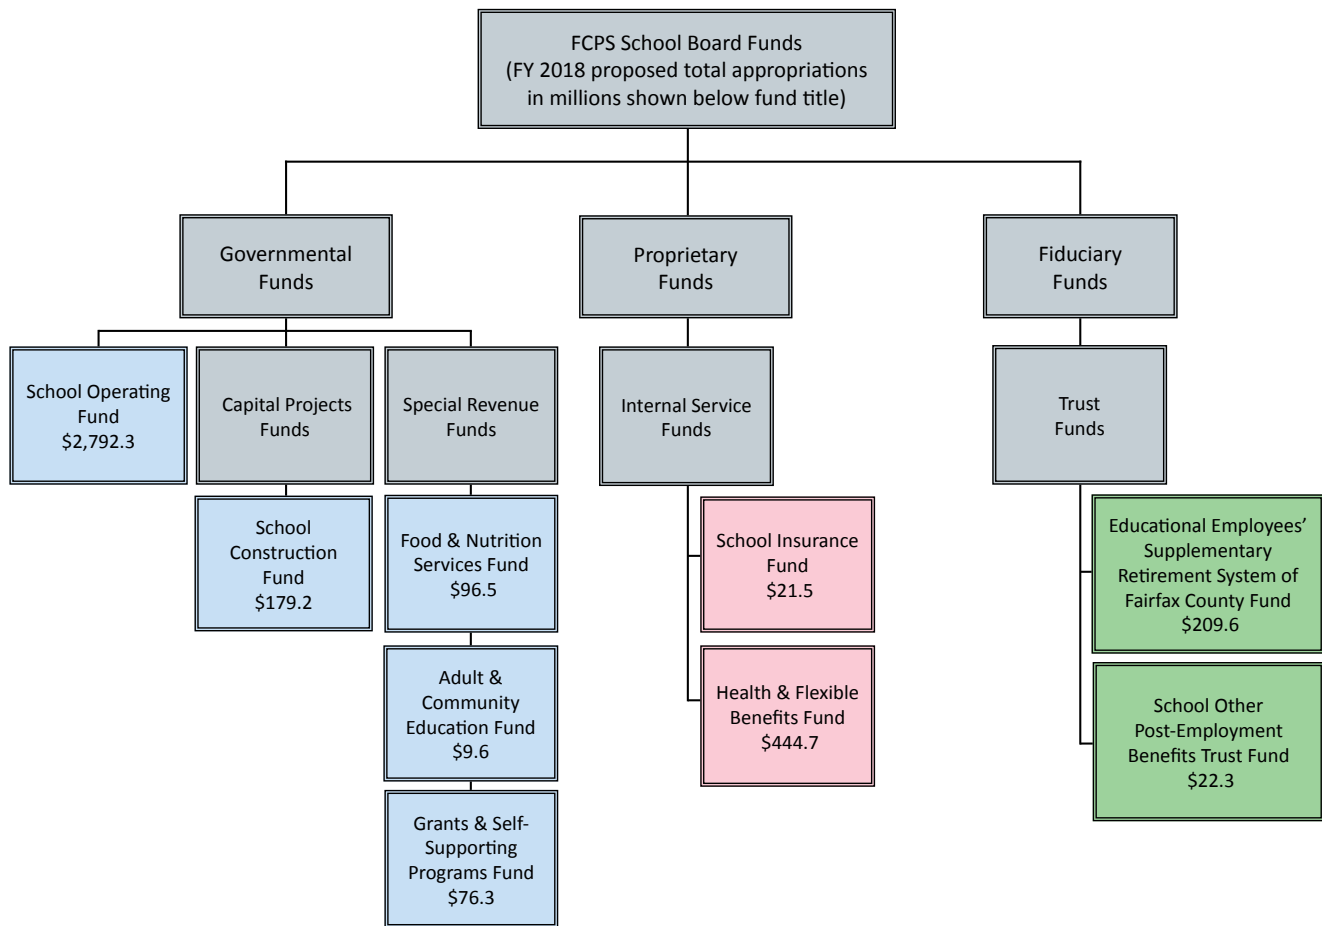 FCPS School Board Funds
(FY 2018 proposed total appropriations
in millions shown below fund title)
Governmental
Funds
Proprietary
Funds
Fiduciary
Funds
School Operating
Fund
$2,792.3
Capital Projects
Funds
Special Revenue
Funds
Internal Service
Funds
Trust
Funds
School
Construction
Fund
$179.2
Food & Nutrition
Services Fund
$96.5
Adult &
Community
Education Fund
$9.6
Grants & Self-
Supporting
Programs Fund
$76.3
School Insurance
Fund
$21.5
Health & Flexible
Benefits Fund
$444.7
Educational Employees’
Supplementary
Retirement System of
Fairfax County Fund
$209.6
School Other
Post-Employment
Benefits Trust Fund
$22.3